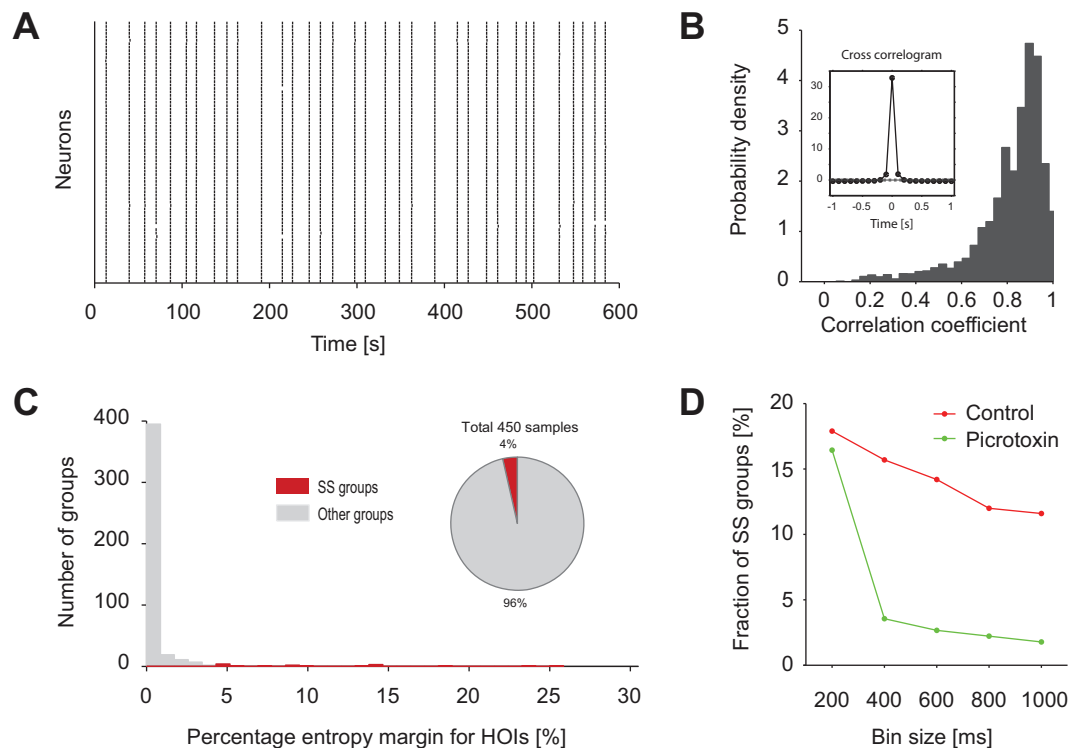 A
Neurons
0 100 200 300 400 500 600
Time [s]
B
Probability density
5
4
3
2
1
0
0 0.2 0.4 0.6 0.8 1
Correlation coefficient
Cross correlogram
30
20
10
0
-1 -0.5 0 0.5 1
Time [s]
C
Number of groups
400
300
200
100
0
0 5 10 15 20 25 30
Percentage entropy margin for HOIs [%]
SS groups
Other groups
Total 450 samples
4%
96%
D
Fraction of SS groups [%]
20
15
10
5
0
200 400 600 800 1000
Bin size [ms]
Control
Picrotoxin